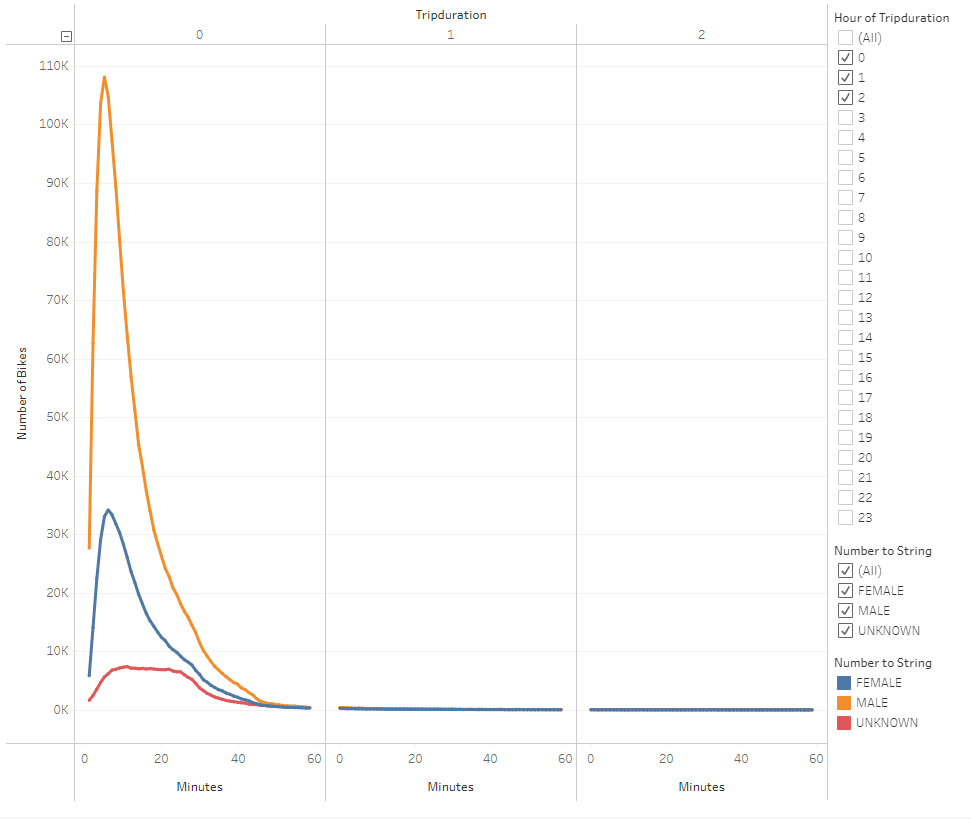 Tripduration
0 1 2
110K
100K
90K
80K
70K
60K
50K
40K
30K
20K
10K
0K
Number of Bikes
0 20 40 60 0 20 40 60 0 20 40 60
Minutes Minutes Minutes
Hour of Tripduration
(All)
0
1
2
3
4
5
6
7
8
9
10
11
12
13
14
15
16
17
18
19
20
21
22
23
Number to String
(All)
FEMALE
MALE
UNKNOWN
Number to String
FEMALE
MALE
UNKNOWN